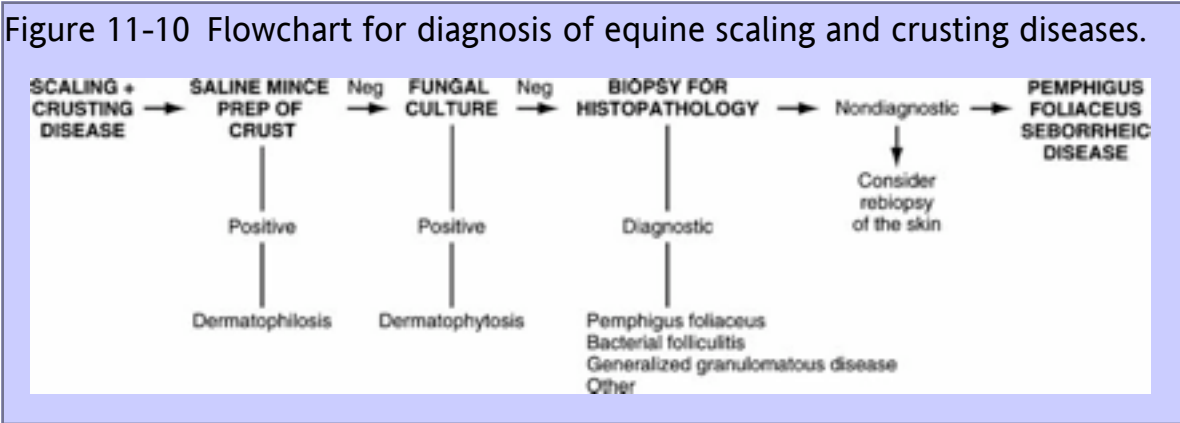 Figure 11-10 Flowchart for diagnosis of equine scaling and crusting diseases.
SCALING +
CRUSTING
DISEASE
SALINE MINCE
PREP OF
CRUST
Neg
FUNGAL
CULTURE
Neg
BIOPSY FOR
HISTOPATHOLOGY
Nondiagnostic
PEMPHIGUS
FOLIACEUS
SEBORRHEIC
DISEASE
Consider
rebiopsy
of the skin
Positive
Positive
Diagnostic
Dermatophilosis
Dermatophytosis
Pemphigus foliaceus
Bacterial folliculitis
Generalized granulomatous disease
Other